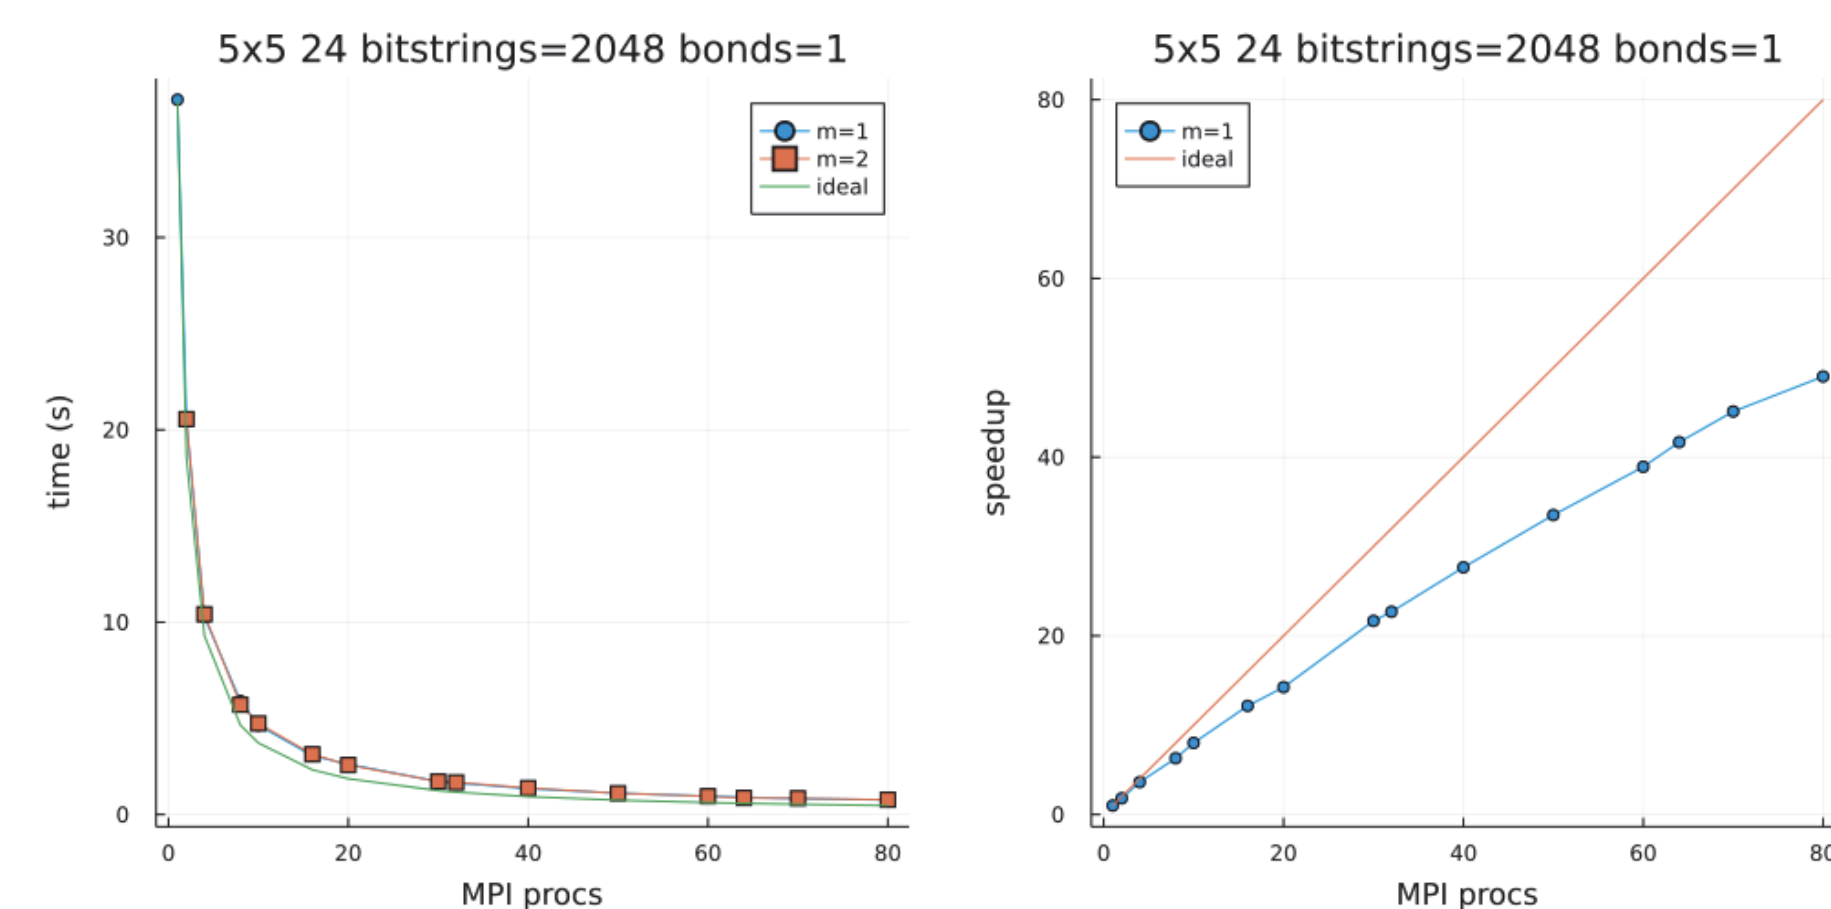 5x5 24 bitstrings=2048 bonds=1
m=1
m=2
ideal
30
20
10
0
time (s)
0 20 40 60 80
MPI procs
5x5 24 bitstrings=2048 bonds=1
m=1
ideal
80
60
40
20
0
speedup
0 20 40 60 80
MPI procs